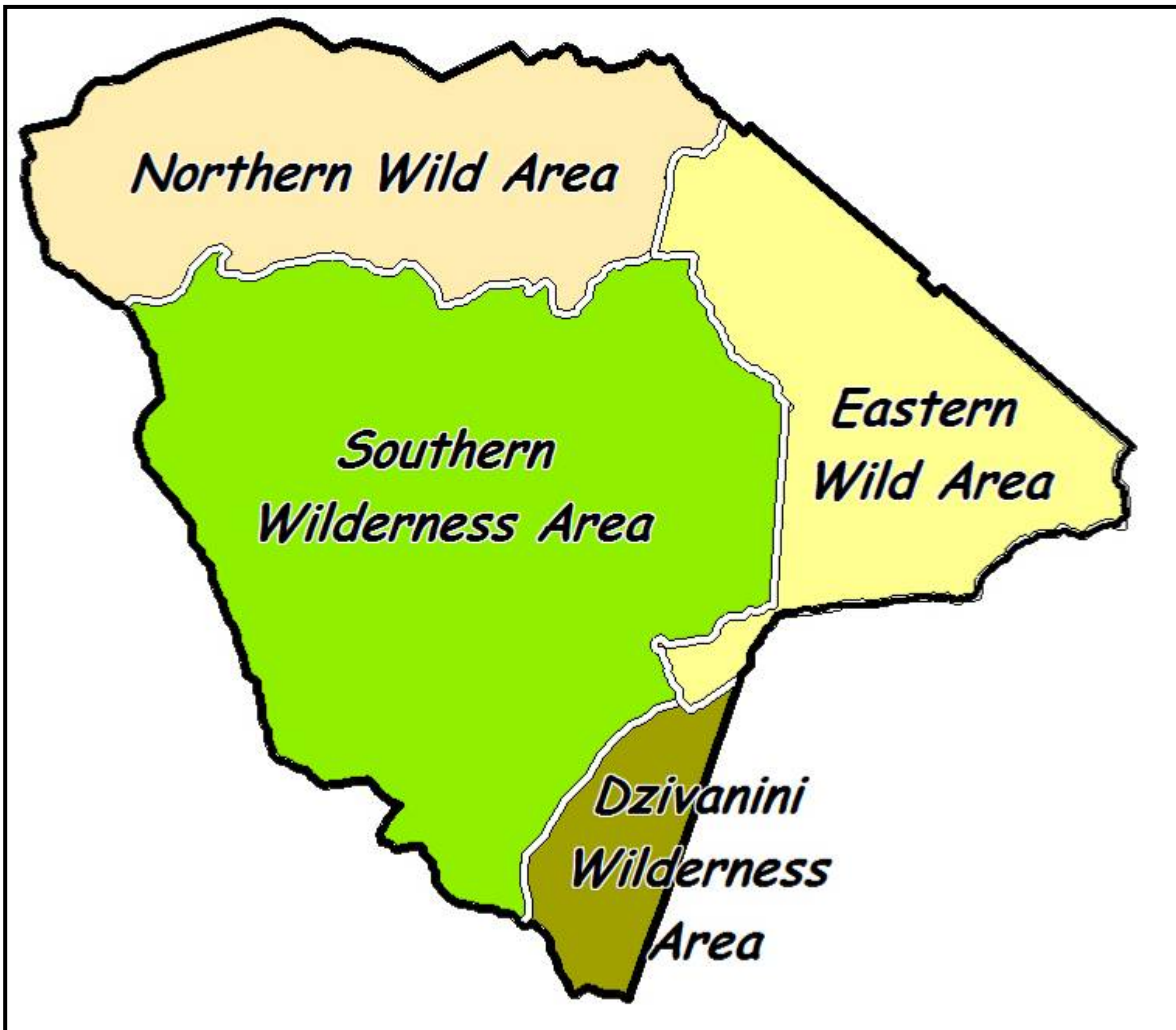 Northern Wild Area
Eastern
Wild Area
Southern
Wilderness Area
Dzivanini
Wilderness
Area